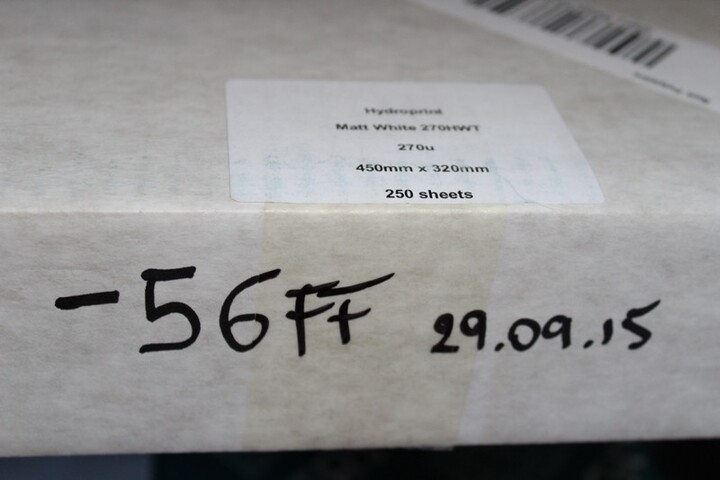 Hydroprint
Matt White 270HWT
270u
450mm x 320mm
250 sheets
-56Ff 29.09.15